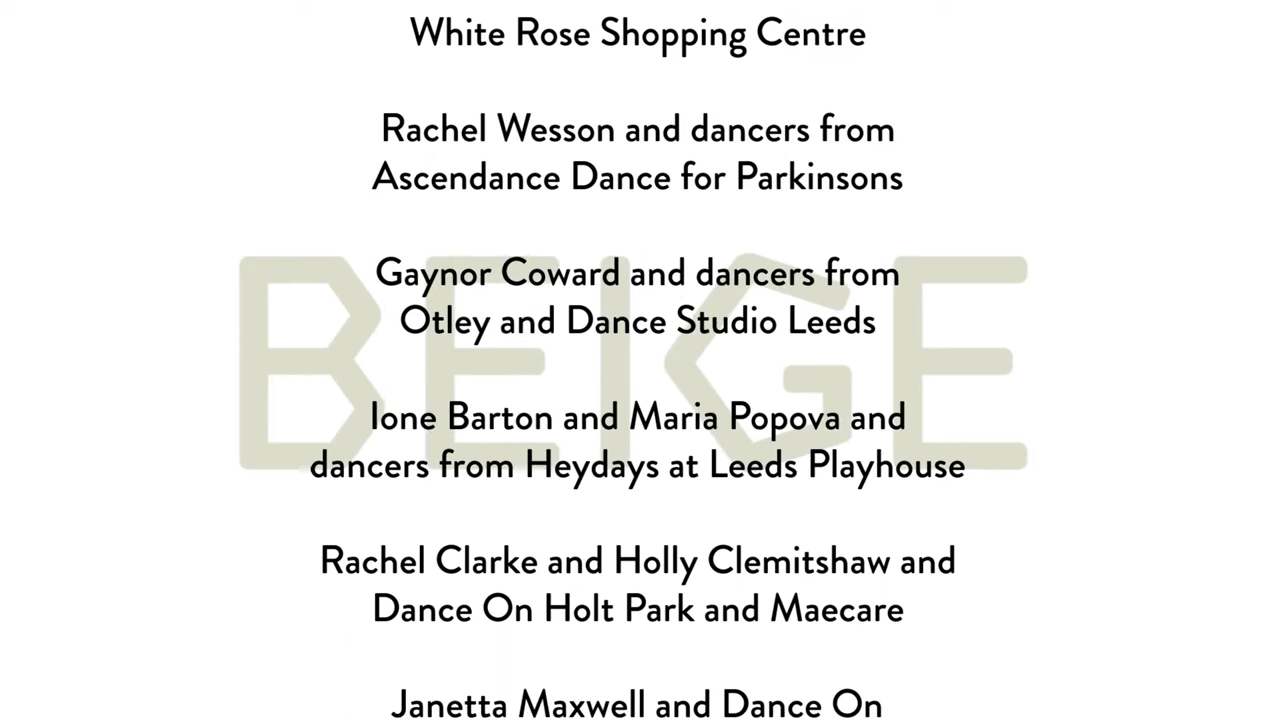 White Rose Shopping Centre
Rachel Wesson and dancers from
Ascendance Dance for Parkinsons
BEIGE
Gaynor Coward and dancers from
Otley and Dance Studio Leeds
Ione Barton and Maria Popova and
dancers from Heydays at Leeds Playhouse
Rachel Clarke and Holly Clemitshaw and
Dance On Holt Park and Maecare
Janetta Maxwell and Dance On